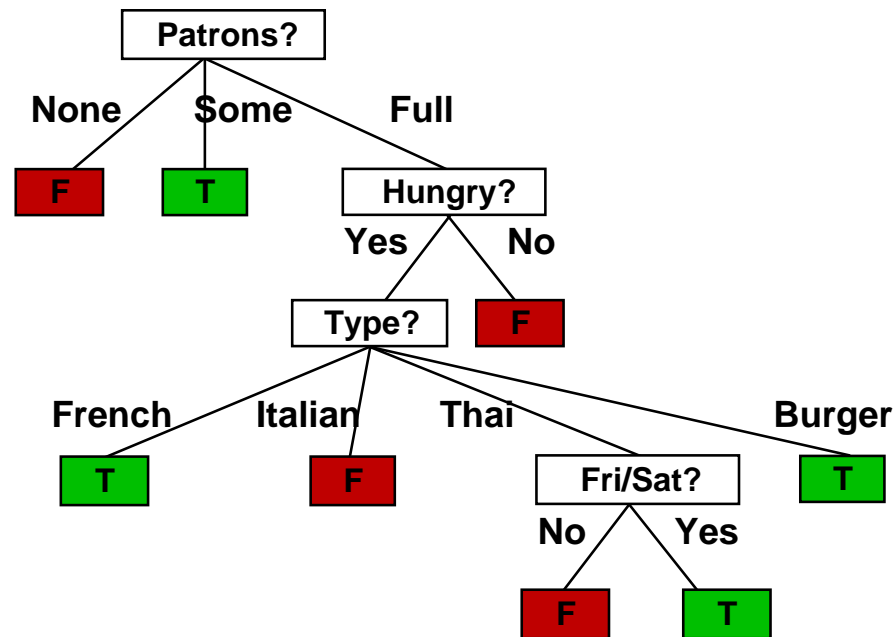 Patrons?
None Some Full
F T Hungry?
Yes No
Type? F
French Italian Thai Burger
T F Fri/Sat? T
No Yes
F T